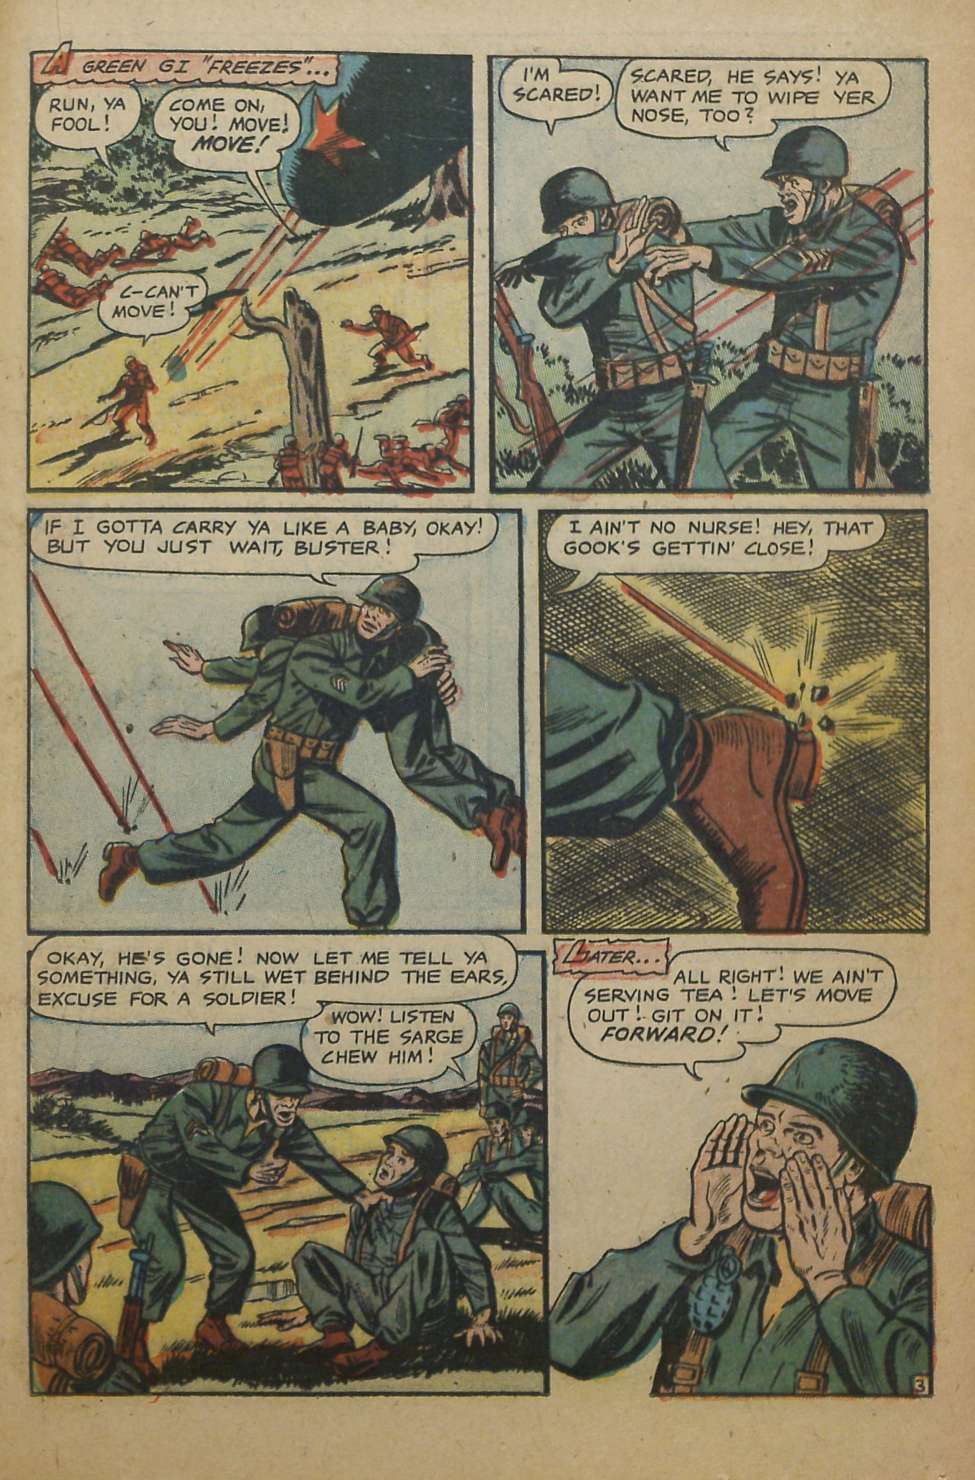 A GREEN GI "FREEZES"...
RUN, YA
FOOL!
COME ON,
YOU! MOVE!
MOVE!
C-CAN'T
MOVE!
I'M
SCARED!
SCARED, HE SAYS! YA
WANT ME TO WIPE YER
NOSE, TOO?
IF I GOTTA CARRY YA LIKE A BABY, OKAY!
BUT YOU JUST WAIT, BUSTER!
I AIN'T NO NURSE! HEY, THAT
GOOK'S GETTIN' CLOSE!
OKAY, HE'S GONE! NOW LET ME TELL YA
SOMETHING, YA STILL WET BEHIND THE EARS,
EXCUSE FOR A SOLDIER!
WOW! LISTEN
TO THE SARGE
CHEW HIM!
LATER...
ALL RIGHT! WE AIN'T
SERVING TEA! LET'S MOVE
OUT! GIT ON IT!
FORWARD!
3